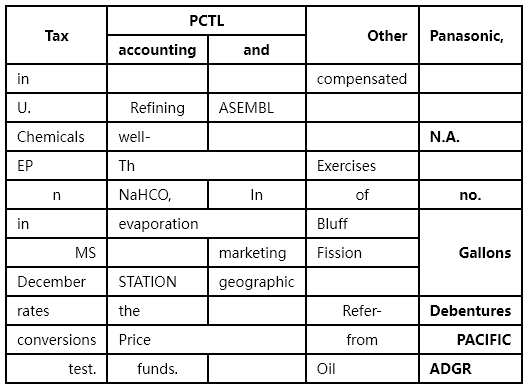 Tax PCTL Other Panasonic,
accounting and
in compensated
U. Refining ASEMBL
Chemicals well- N.A.
EP Th Exercises
n NaHCO, In of no.
in evaporation Bluff
MS marketing Fission Gallons
December STATION geographic
rates the Refer- Debentures
conversions Price from PACIFIC
test. funds. Oil ADGR